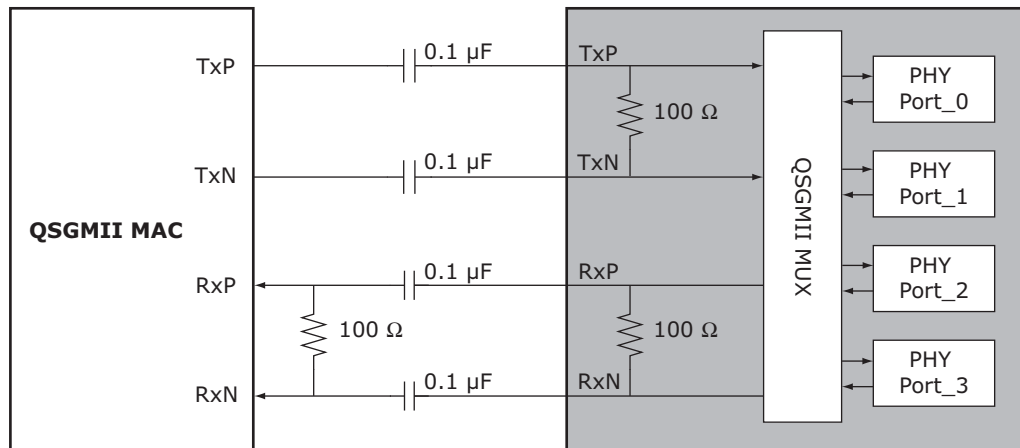 TxP
0.1 µF
TxP
100 Ω
TxN
0.1 µF
TxN
QSGMII MAC
RxP
0.1 µF
RxP
100 Ω
100 Ω
RxN
0.1 µF
RxN
QSGMII MUX
PHY
Port_0
PHY
Port_1
PHY
Port_2
PHY
Port_3